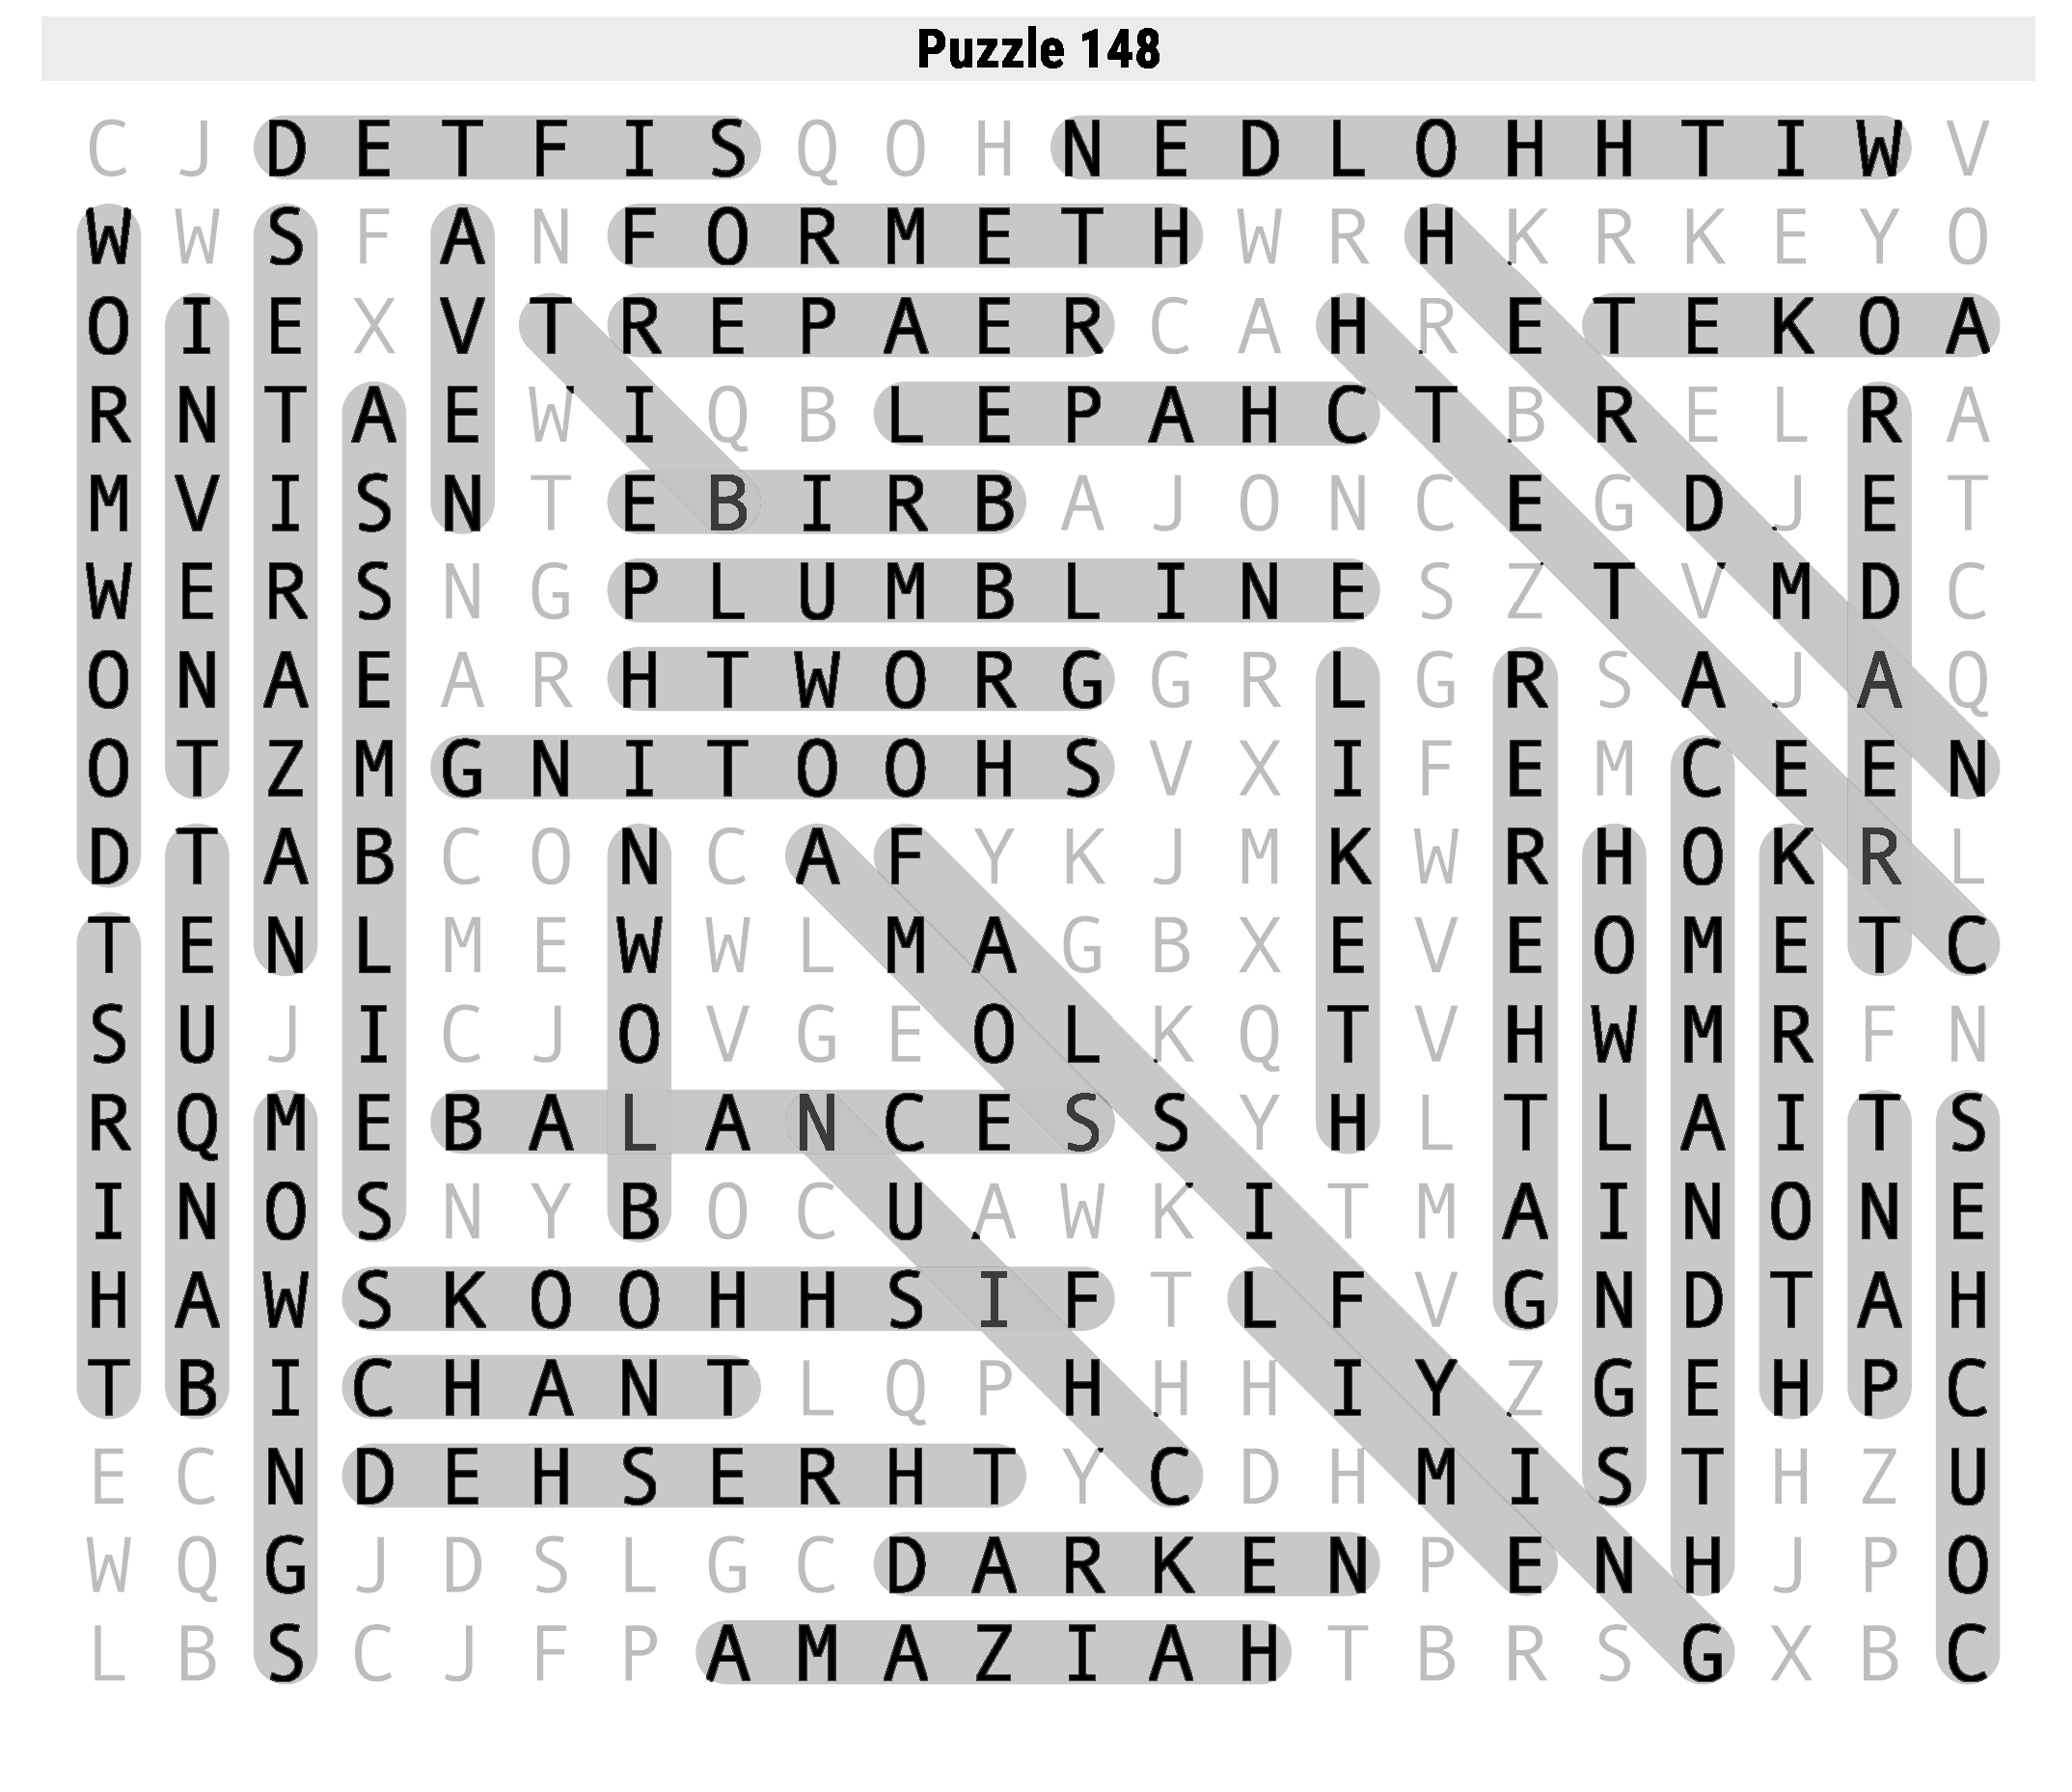 Puzzle 148
C J D E T F I S Q O H N E D L O H H T I W V
W W S F A N F O R M E T H W R H K R K E Y O
O I E X V T R E P A E R C A H R E T E K O A
R N T A E W I Q B L E P A H C T B R E L R A
M V I S N T E B I R B A J O N C E G D J E T
W E R S N G P L U M B L I N E S Z T V M D C
O N A E A R H T W O R G G R L G R S A J A Q
O T Z M G N I T O O H S V X I F E M C E E N
D T A B C O N C A F Y K J M K W R H O K R L
T E N L M E W W L M A G B X E V E O M E T C
S U J I C J O V G E O L K Q T V H W M R F N
R Q M E B A L A N C E S S Y H L T L A I T S
I N O S N Y B O C U A W K I T M A I N O N E
H A W S K O O H H S I F T L F V G N D T A H
T B I C H A N T L Q P H H H I Y Z G E H P C
E C N D E H S E R H T Y C D H M I S T H Z U
W Q G J D S L G C D A R K E N P E N H J P O
L B S C J F P A M A Z I A H T B R S G X B C